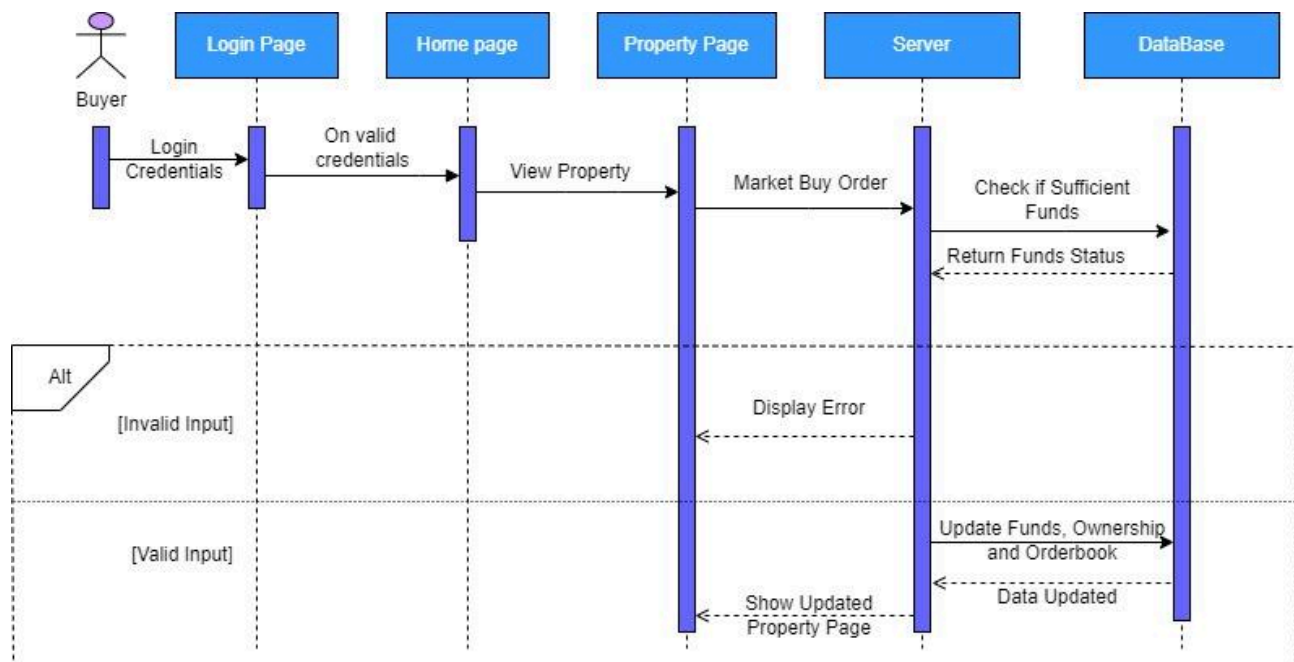 Login Page
Home page
Property Page
Server
DataBase
Buyer
Login
Credentials
On valid
credentials
View Property
Market Buy Order
Check if Sufficient
Funds
Return Funds Status
Alt
[Invalid Input]
Display Error
[Valid Input]
Update Funds, Ownership
and Orderbook
Data Updated
Show Updated
Property Page